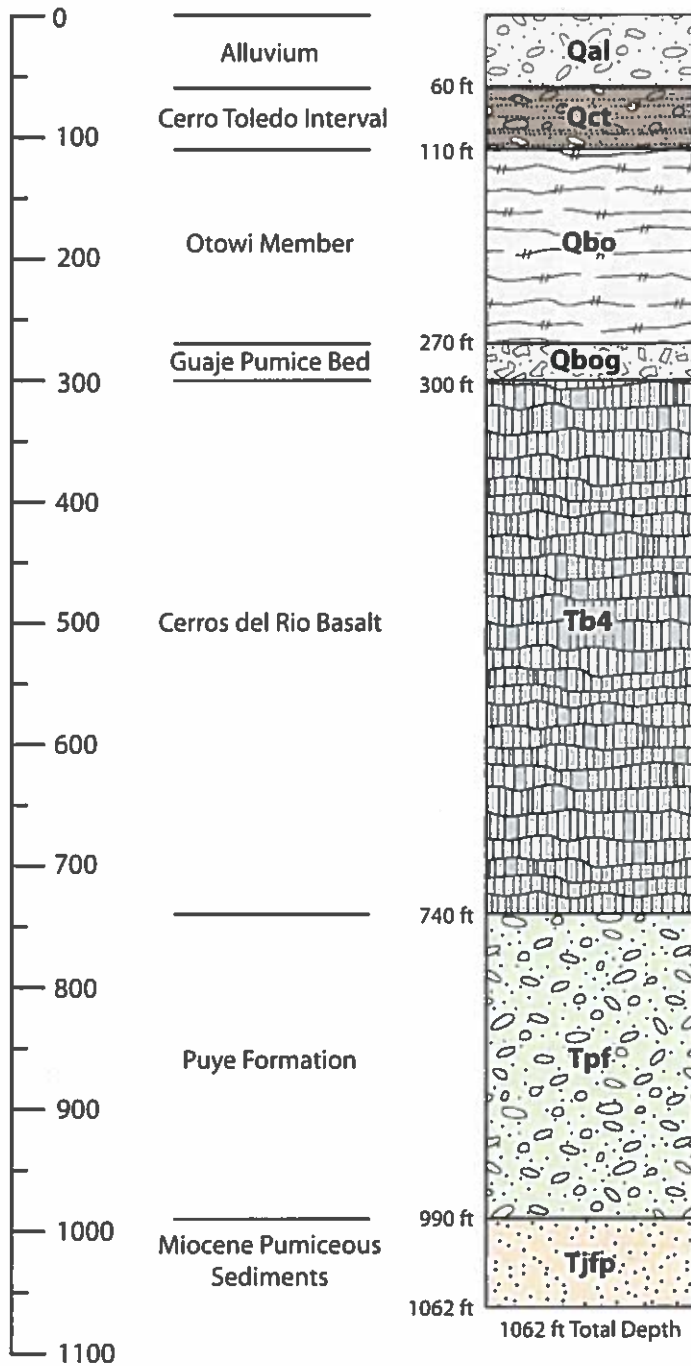 0
100
200
300
400
500
600
700
800
900
1000
1100
Alluvium
Cerro Toledo Interval
Otowi Member
Guaje Pumice Bed
Cerros del Rio Basalt
Puye Formation
Miocene Pumiceous
Sediments
60 ft
110 ft
270 ft
300 ft
740 ft
990 ft
1062 ft
Qal
Qct
Qbo
Qbog
Tb4
Tpf
Tjfp
1062 ft Total Depth